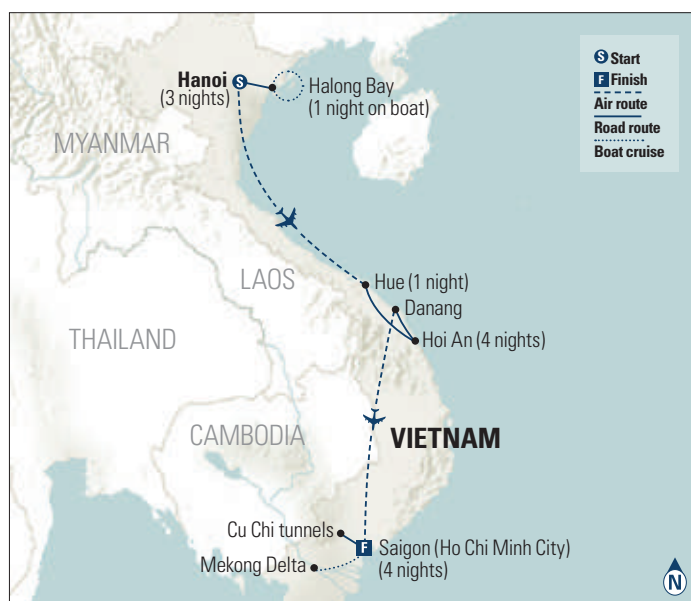 Hanoi
(3 nights)
S
Halong Bay
(1 night on boat)
S Start
F Finish
Air route
Road route
Boat cruise
MYANMAR
LAOS
Hue (1 night)
Danang
THAILAND
Hoi An (4 nights)
CAMBODIA
VIETNAM
Cu Chi tunnels
F
Saigon (Ho Chi Minh City)
(4 nights)
Mekong Delta
N